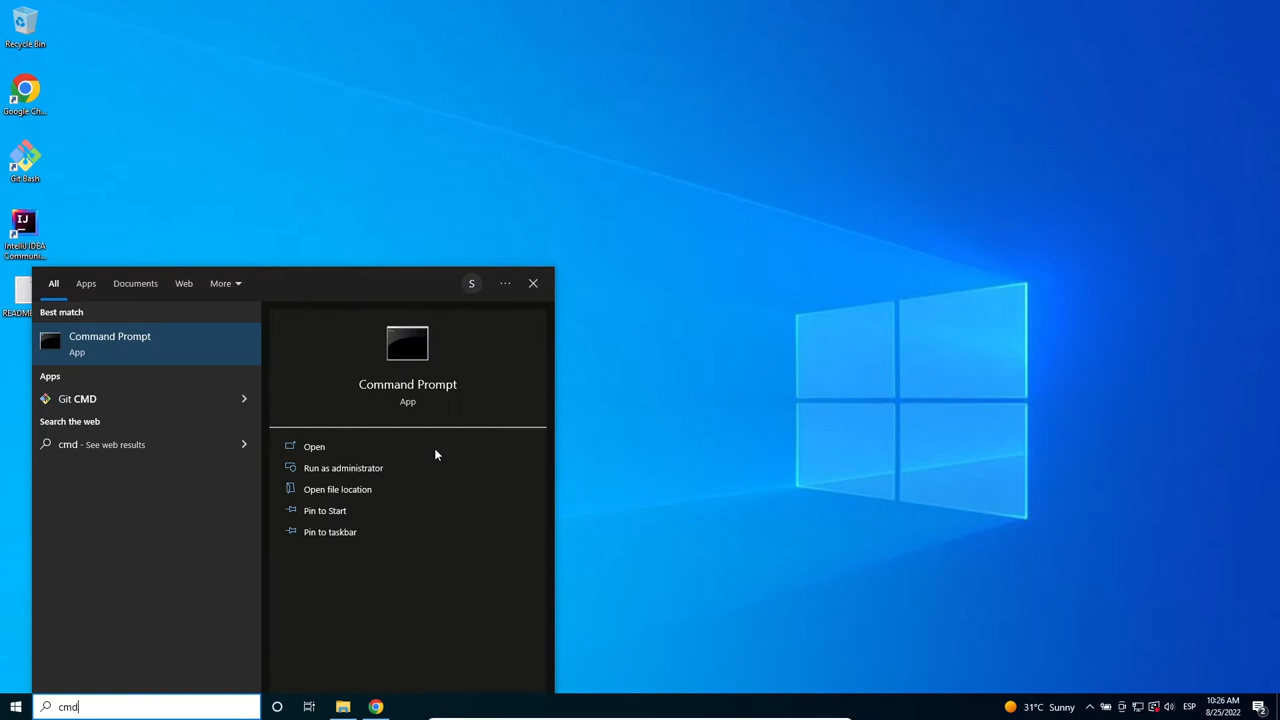 Recycle Bin
Google Ch...
Git Bash
IntelliJ IDEA
Communi...
All Apps Documents Web More S ...
Best match
Command Prompt
App
Apps
Git CMD
Search the web
cmd - See web results
Command Prompt
App
Open
Run as administrator
Open file location
Pin to Start
Pin to taskbar
cmd
31°C Sunny
ESP
10:26 AM
8/25/2022
2